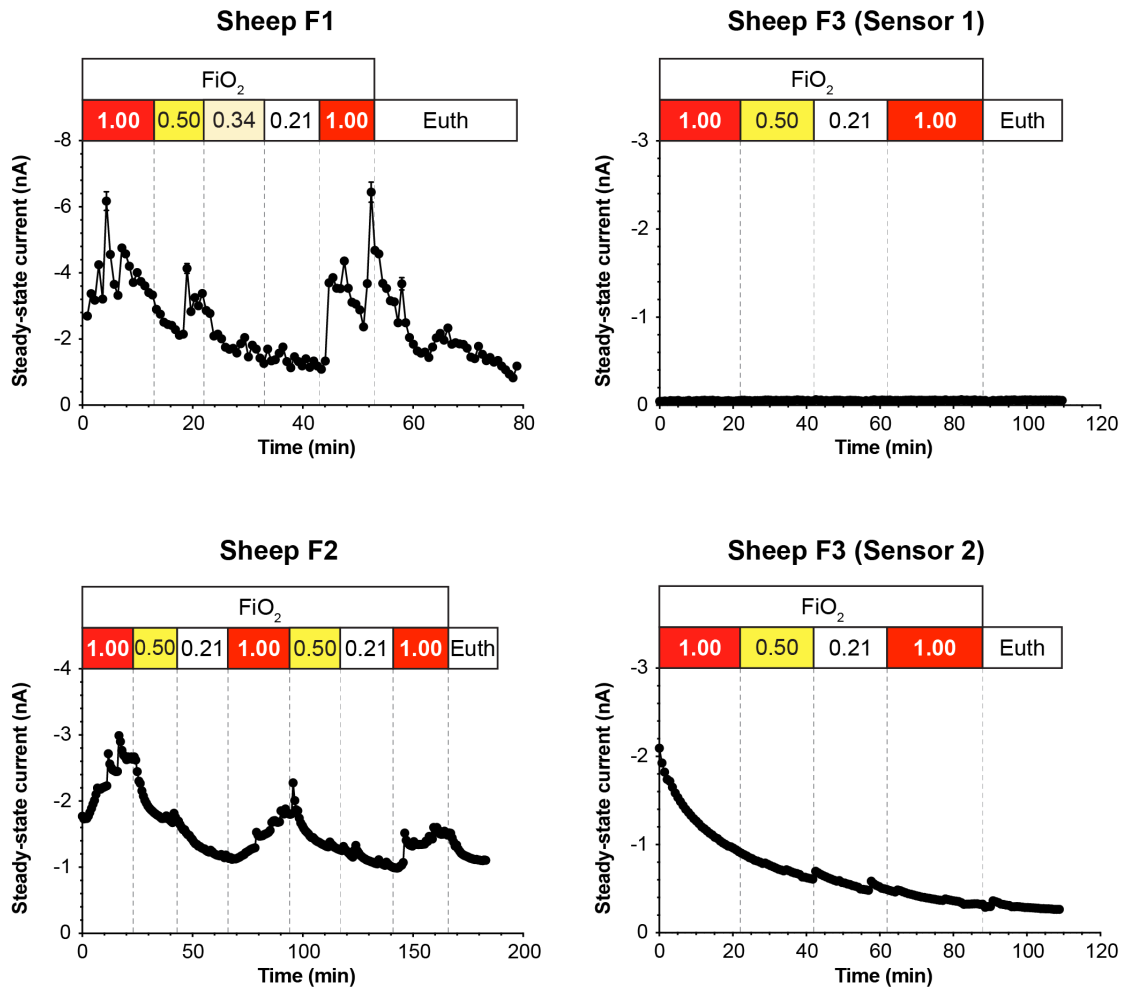 Sheep F1
FiO2
1.00 0.50 0.34 0.21 1.00 Euth
-8
-6
-4
-2
0
Steady-state current (nA)
0 20 40 60 80
Time (min)
Sheep F3 (Sensor 1)
FiO2
1.00 0.50 0.21 1.00 Euth
-3
-2
-1
0
Steady-state current (nA)
0 20 40 60 80 100 120
Time (min)
Sheep F2
FiO2
1.00 0.50 0.21 1.00 0.50 0.21 1.00 Euth
-4
-3
-2
-1
0
Steady-state current (nA)
0 50 100 150 200
Time (min)
Sheep F3 (Sensor 2)
FiO2
1.00 0.50 0.21 1.00 Euth
-3
-2
-1
0
Steady-state current (nA)
0 20 40 60 80 100 120
Time (min)